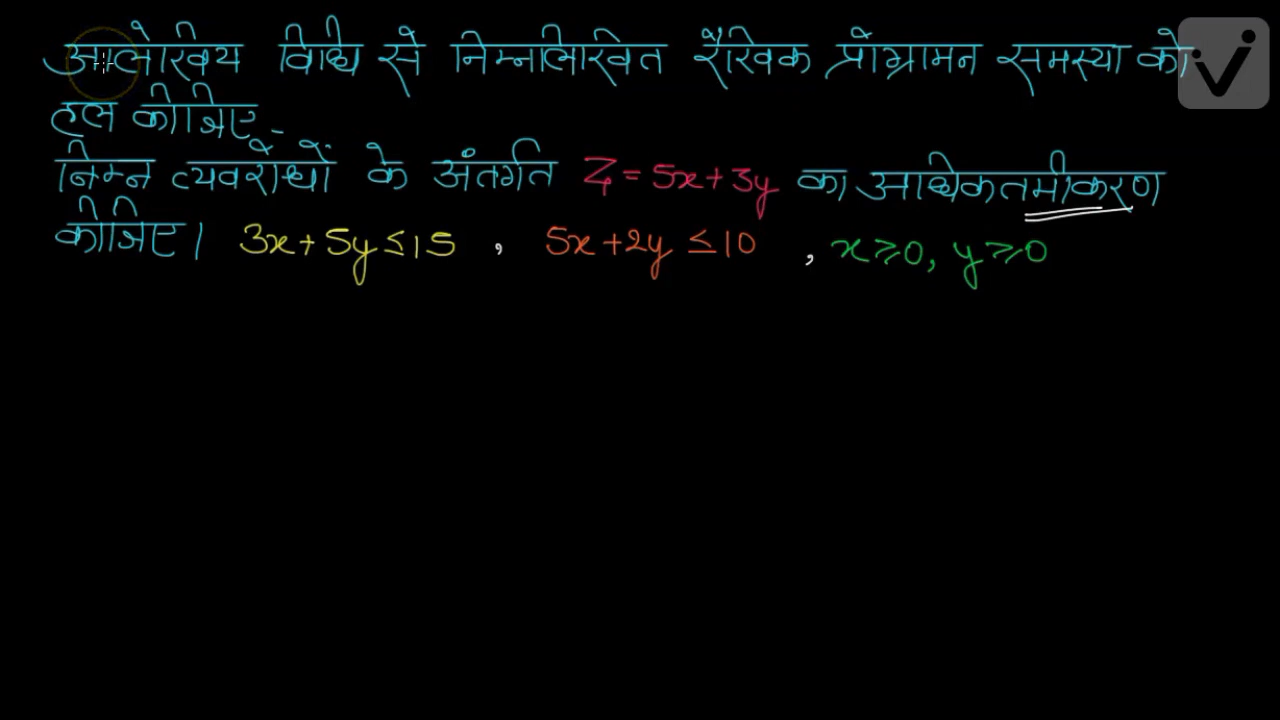 आलेखिय विधि से निम्नलिखित रैखिक प्रोग्रामन समस्या को
हल कीजिए -
निम्न व्यवरोधों के अंतर्गत Z = 5x + 3y का अधिकतमीकरण
कीजिए। 3x + 5y ≤ 15 , 5x + 2y ≤ 10 , x ≥ 0, y ≥ 0